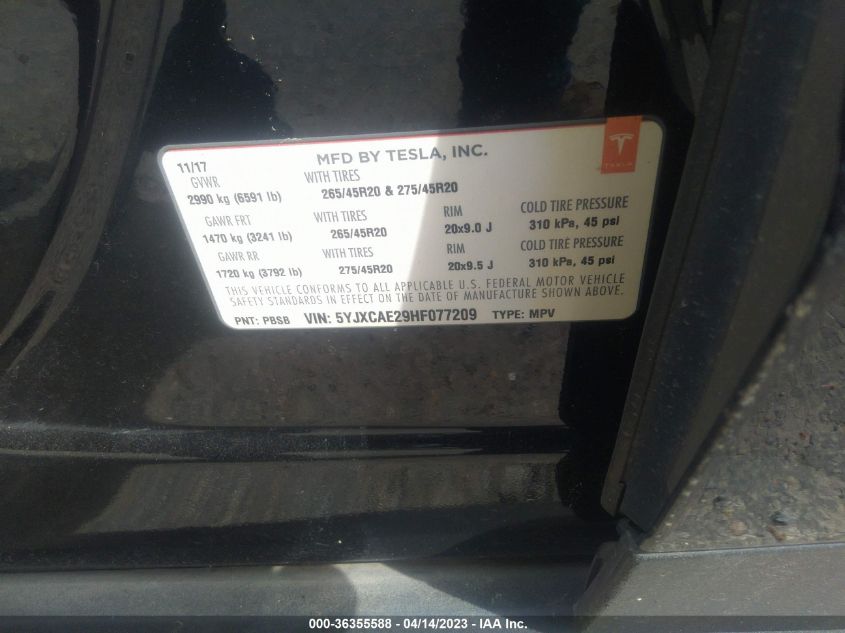 11/17 MFD BY TESLA, INC.
TESLA
GVWR WITH TIRES
2990 kg (6591 lb) 265/45R20 & 275/45R20
GAWR FRT WITH TIRES RIM COLD TIRE PRESSURE
1470 kg (3241 lb) 265/45R20 20x9.0 J 310 kPa, 45 psi
GAWR RR WITH TIRES RIM COLD TIRE PRESSURE
1720 kg (3792 lb) 275/45R20 20x9.5 J 310 kPa, 45 psi
THIS VEHICLE CONFORMS TO ALL APPLICABLE U.S. FEDERAL MOTOR VEHICLE
SAFETY STANDARDS IN EFFECT ON THE DATE OF MANUFACTURE SHOWN ABOVE.
PNT: PBSB VIN: 5YJXCAE29HF077209 TYPE: MPV
000-36355588 - 04/14/2023 - IAA Inc.